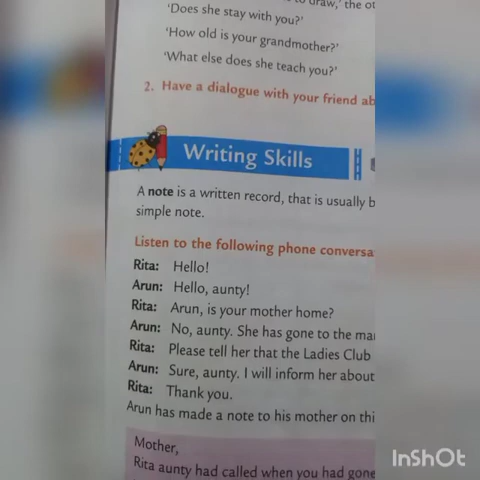 to draw,' the ot
'Does she stay with you?'
'How old is your grandmother?'
'What else does she teach you?'
2. Have a dialogue with your friend ab
Writing Skills
A note is a written record, that is usually b
simple note.
Listen to the following phone conversa
Rita: Hello!
Arun: Hello, aunty!
Rita: Arun, is your mother home?
Arun: No, aunty. She has gone to the ma
Rita: Please tell her that the Ladies Club
Arun: Sure, aunty. I will inform her about
Rita: Thank you.
Arun has made a note to his mother on thi
Mother,
Rita aunty had called when you had gone
InShOt